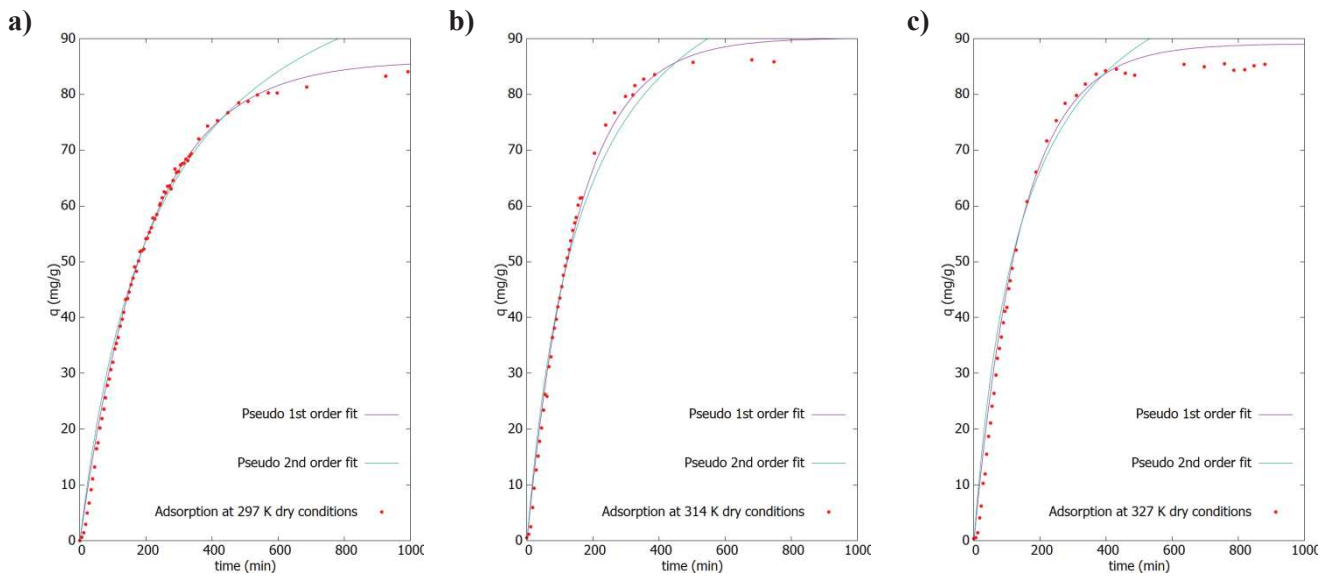 a)
90
80
70
60
50
40
30
20
10
0
q (mg/g)
Pseudo 1st order fit
Pseudo 2nd order fit
Adsorption at 297 K dry conditions
0 200 400 600 800 1000
time (min)
b)
90
80
70
60
50
40
30
20
10
0
q (mg/g)
Pseudo 1st order fit
Pseudo 2nd order fit
Adsorption at 314 K dry conditions
0 200 400 600 800 1000
time (min)
c)
90
80
70
60
50
40
30
20
10
0
q (mg/g)
Pseudo 1st order fit
Pseudo 2nd order fit
Adsorption at 327 K dry conditions
0 200 400 600 800 1000
time (min)